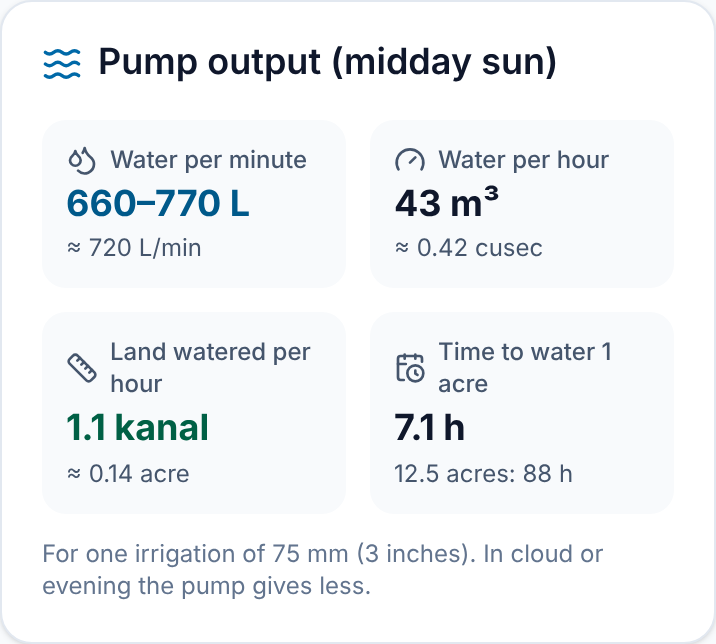 Pump output (midday sun)
Water per minute
660–770 L
≈ 720 L/min
Water per hour
43 m³
≈ 0.42 cusec
Land watered per
hour
1.1 kanal
≈ 0.14 acre
Time to water 1
acre
7.1 h
12.5 acres: 88 h
For one irrigation of 75 mm (3 inches). In cloud or
evening the pump gives less.